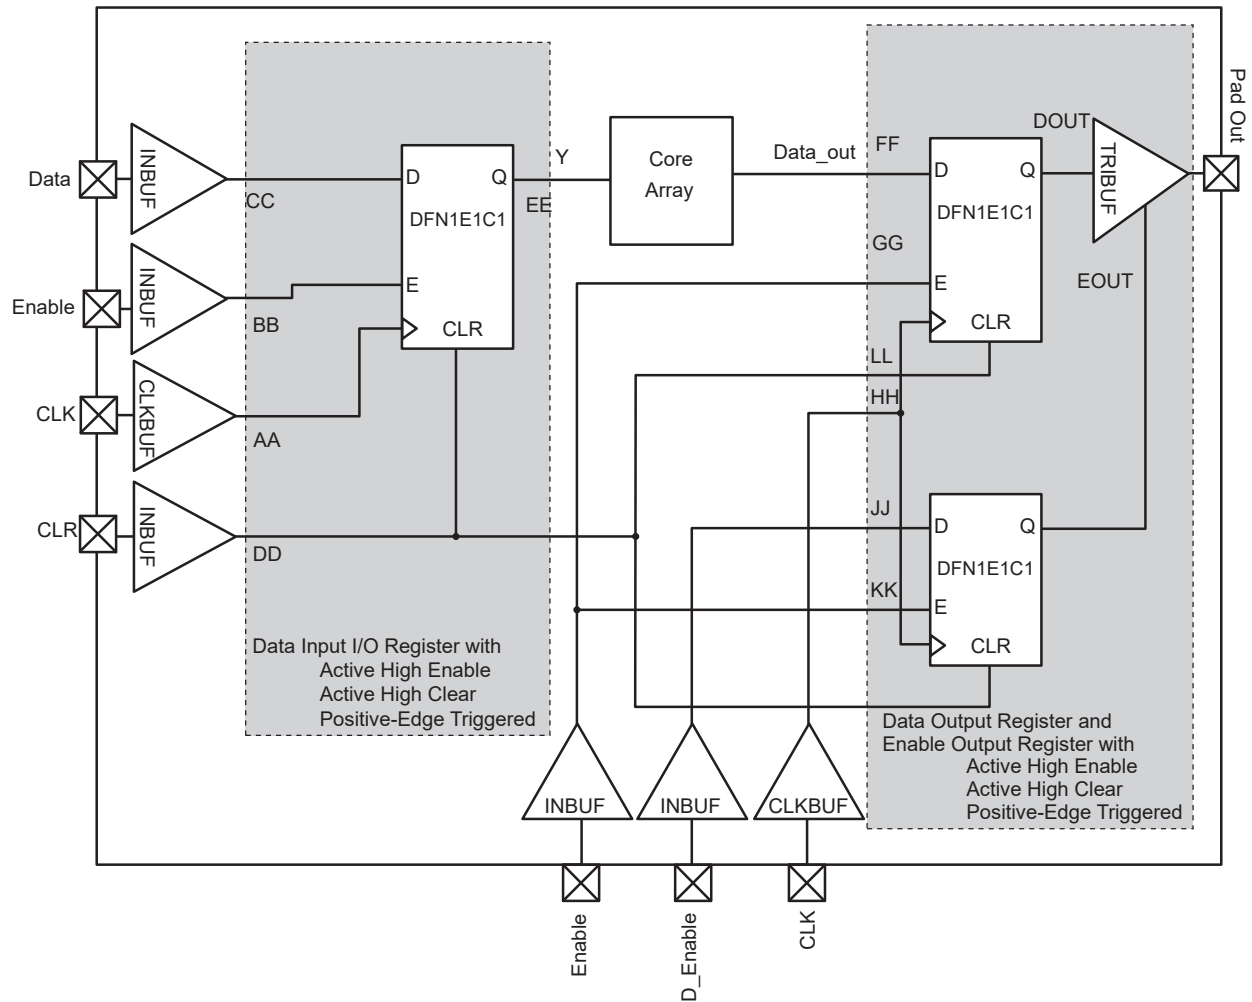 Data
INBUF
CC
D
Q
DFN1E1C1
E
CLR
Y
EE
Core
Array
Data_out
FF
GG
D
Q
DFN1E1C1
E
CLR
DOUT
TRIBUF
EOUT
Pad Out
Enable
INBUF
BB
CLK
CLKBUF
AA
CLR
INBUF
DD
LL
HH
JJ
KK
D
Q
DFN1E1C1
E
CLR
Data Input I/O Register with
Active High Enable
Active High Clear
Positive-Edge Triggered
Data Output Register and
Enable Output Register with
Active High Enable
Active High Clear
Positive-Edge Triggered
INBUF
INBUF
CLKBUF
Enable
D_Enable
CLK